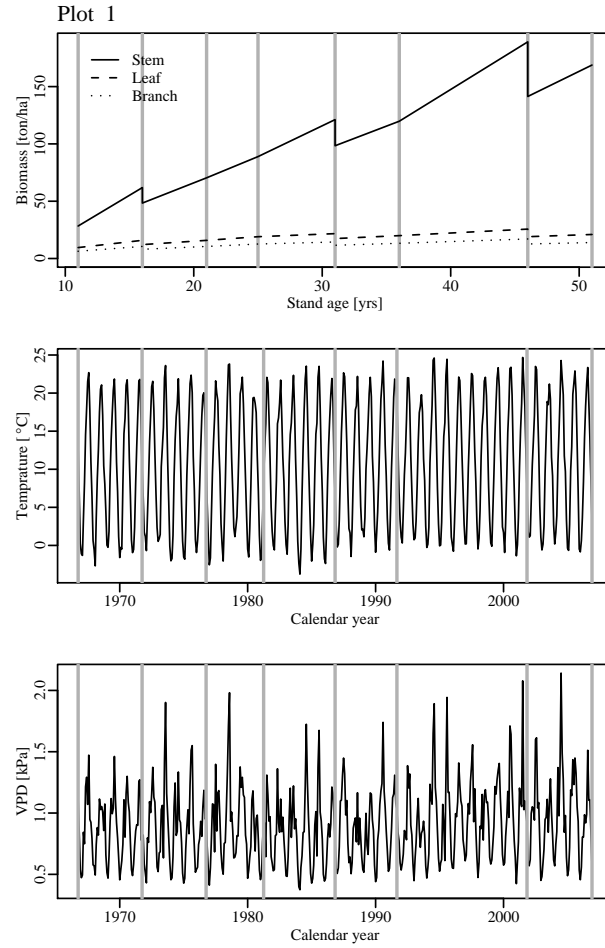 Plot 1
Biomass [ton/ha]
0 50 100 150
Stem
Leaf
Branch
10 20 30 40 50
Stand age [yrs]
Temprature [ °C]
0 5 10 15 20 25
1970 1980 1990 2000
Calendar year
VPD [kPa]
0.5 1.0 1.5 2.0
1970 1980 1990 2000
Calendar year